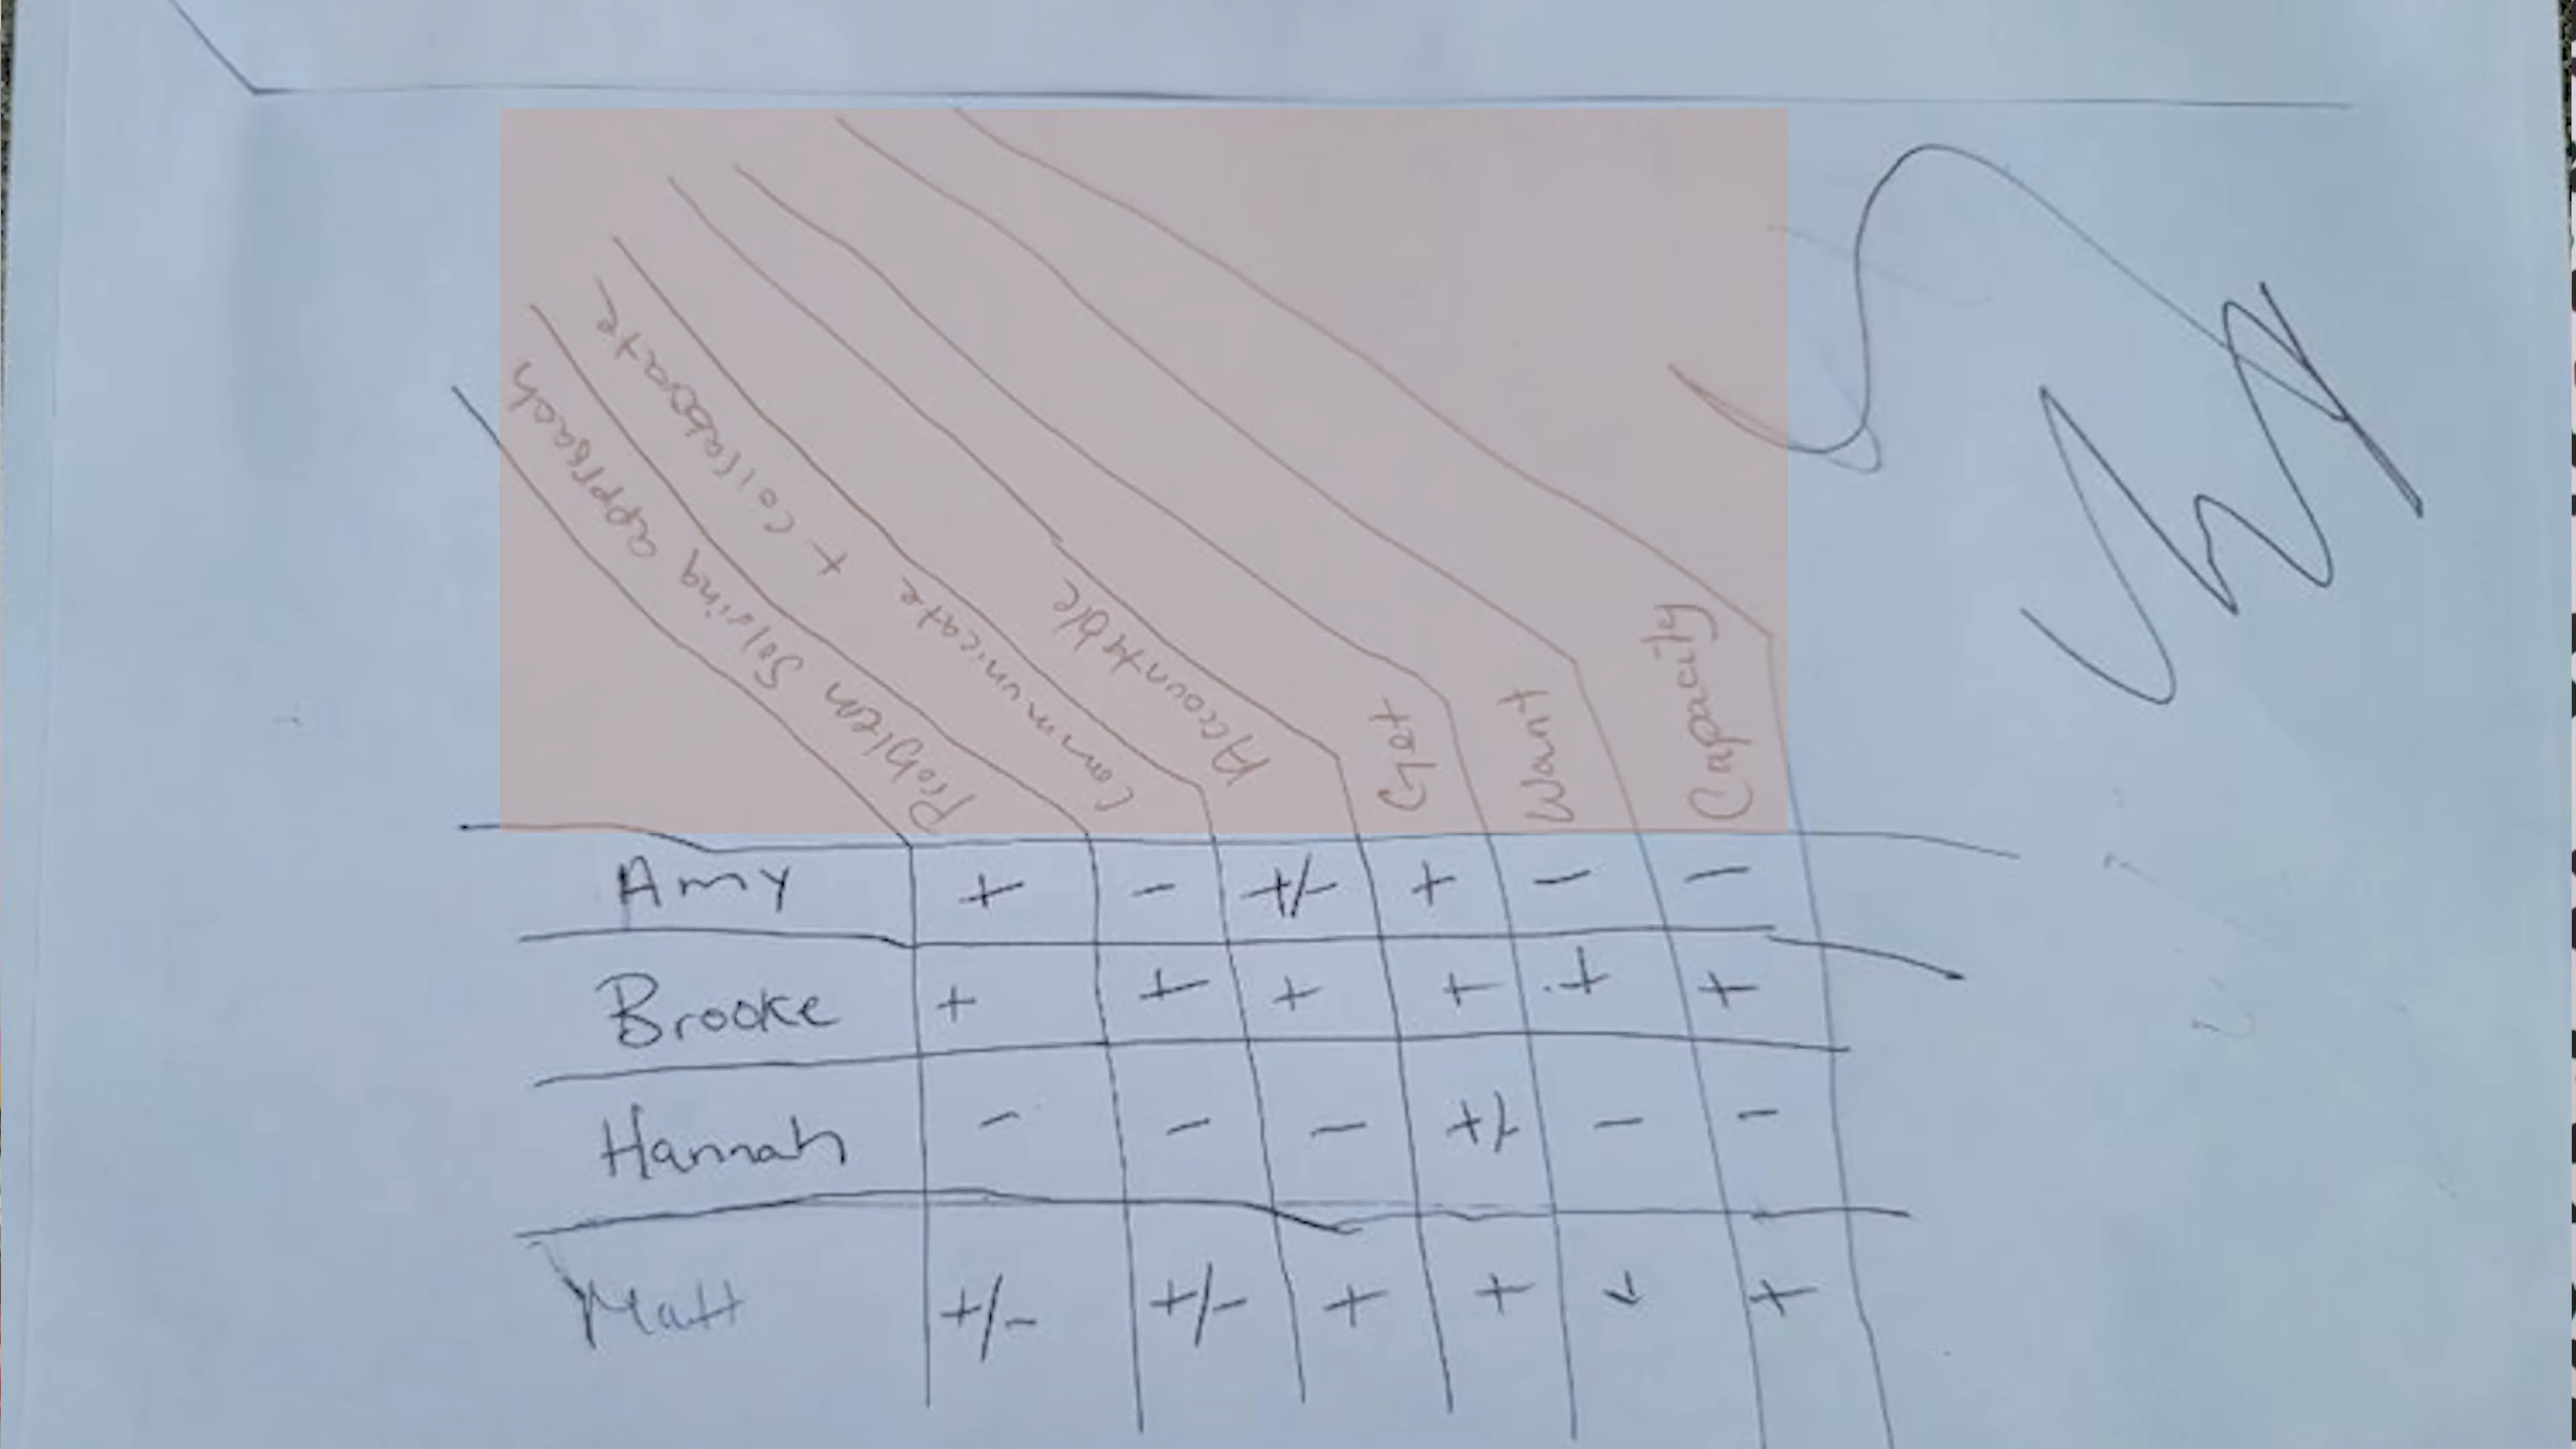 Problem Solving approach
Communicate + Collaborate
Accountable
Get
Want
Capacity
Amy + - +/- + - -
Brooke + + + + + +
Hannah - - - +/- - -
Matt +/- +/- + + + +